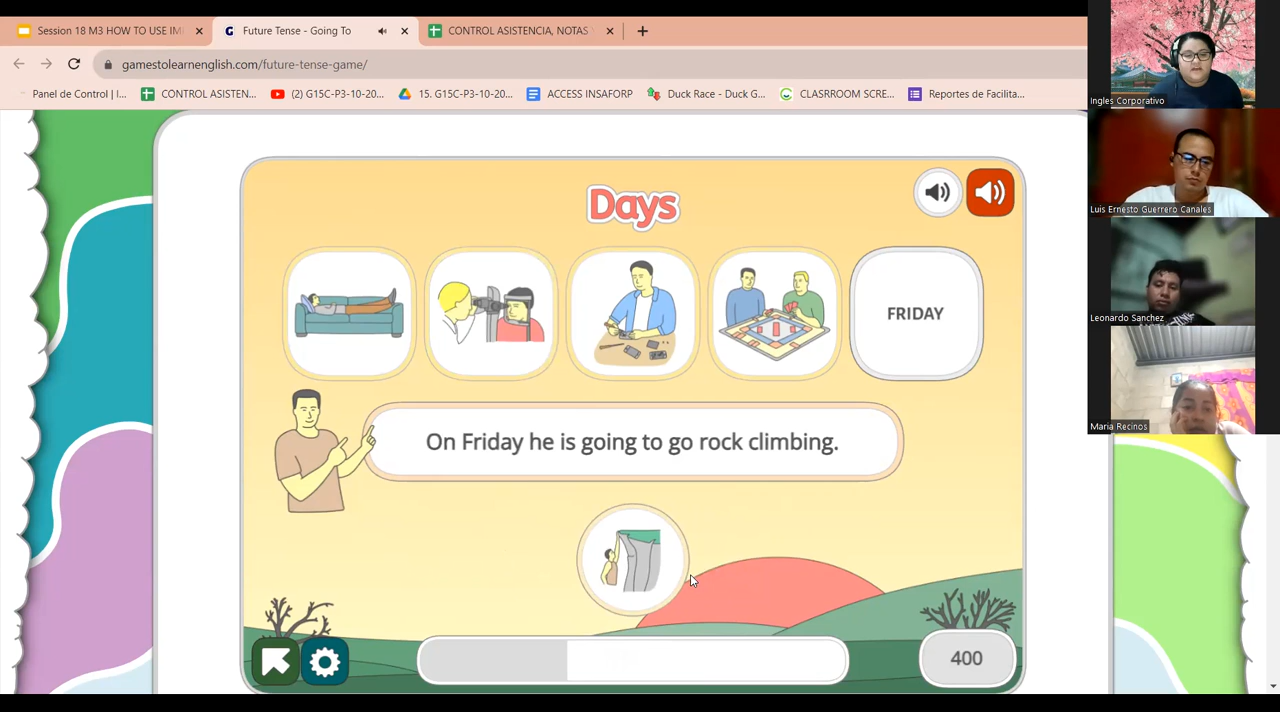 Session 18 M3 HOW TO USE IM
Future Tense - Going To
CONTROL ASISTENCIA, NOTAS Y
gamestolearnenglish.com/future-tense-game/
Panel de Control | I...
CONTROL ASISTEN...
(2) G15C-P3-10-20...
15. G15C-P3-10-20...
ACCESS INSAFORP
Duck Race - Duck G...
CLASRROOM SCRE...
Reportes de Facilita...
Days
FRIDAY
On Friday he is going to go rock climbing.
400
Ingles Corporativo
Luis Ernesto Guerrero Canales
Leonardo Sanchez
Maria Recinos